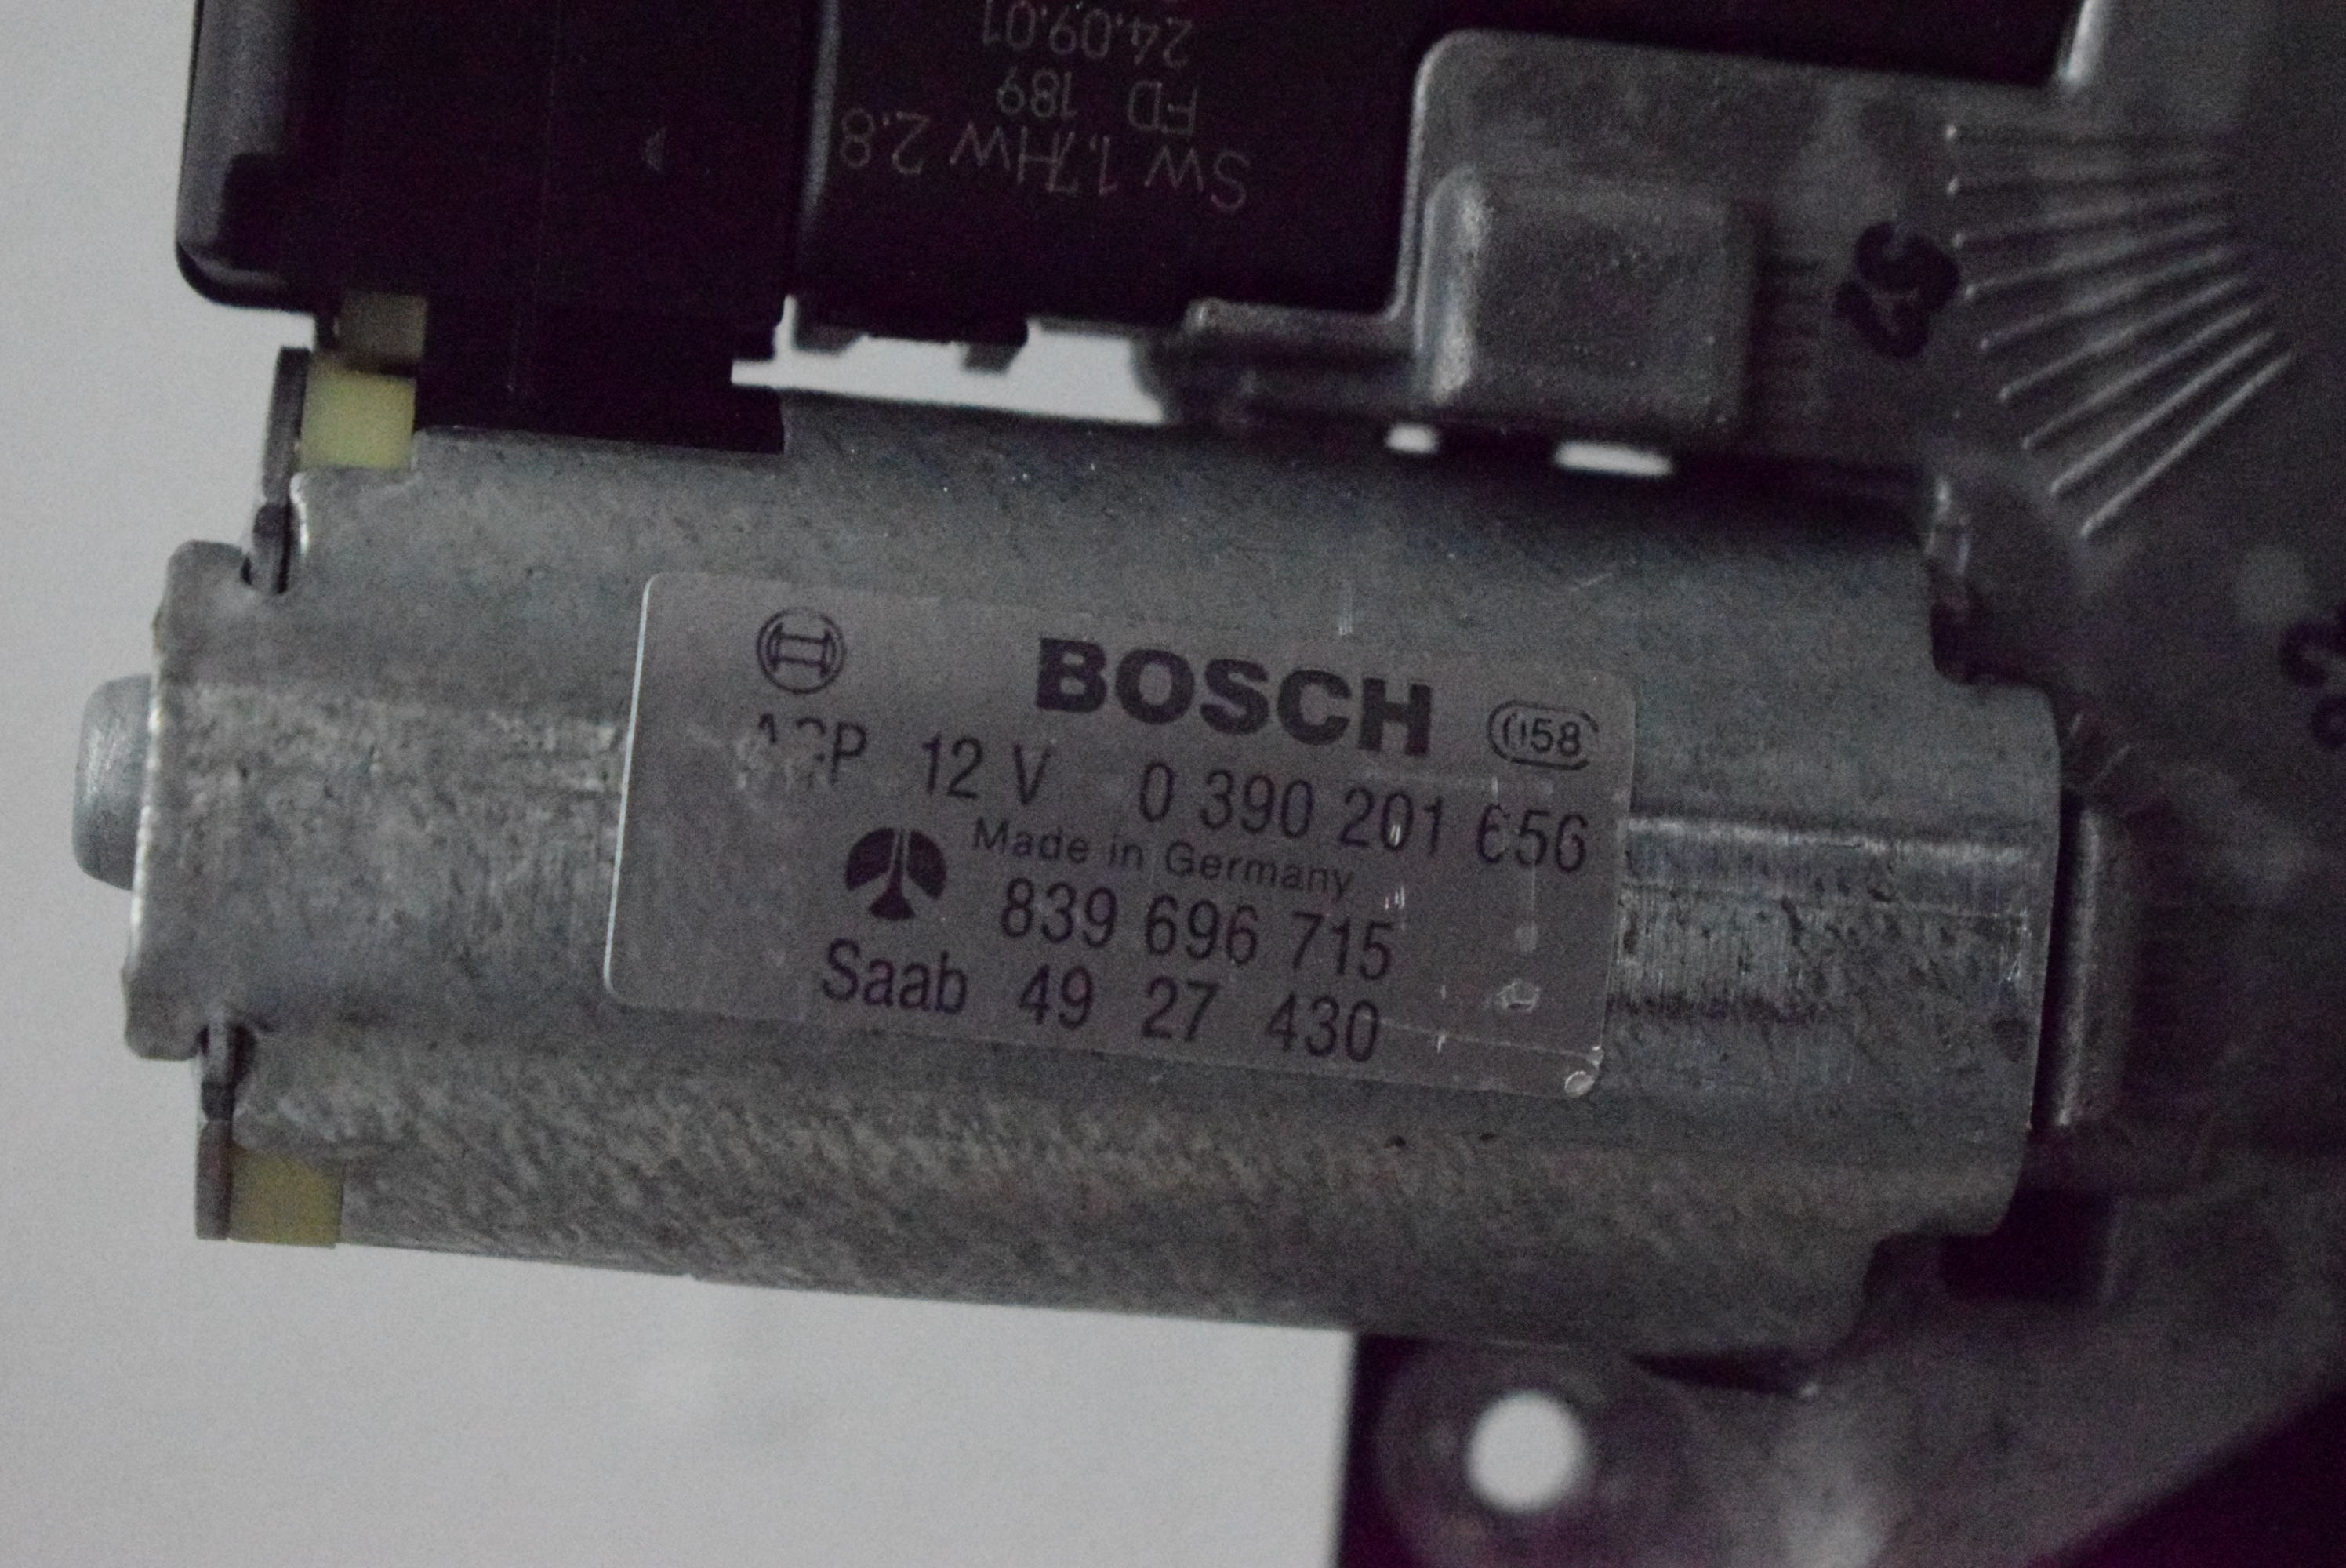 24.09.01
FD 189
Sw 1.7Hw 2.8
BOSCH 058
12 V 0 390 201 656
Made in Germany
839 696 715
Saab 49 27 430